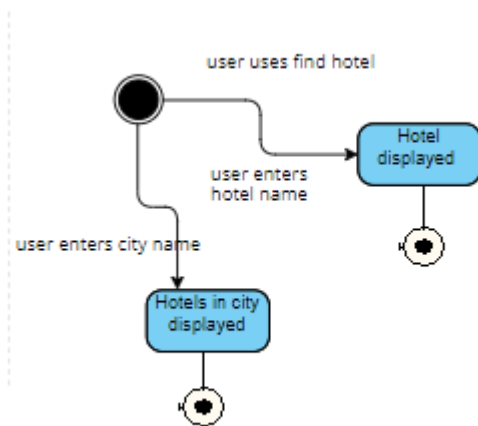 user uses find hotel
Hotel
displayed
user enters
hotel name
user enters city name
Hotels in city
displayed